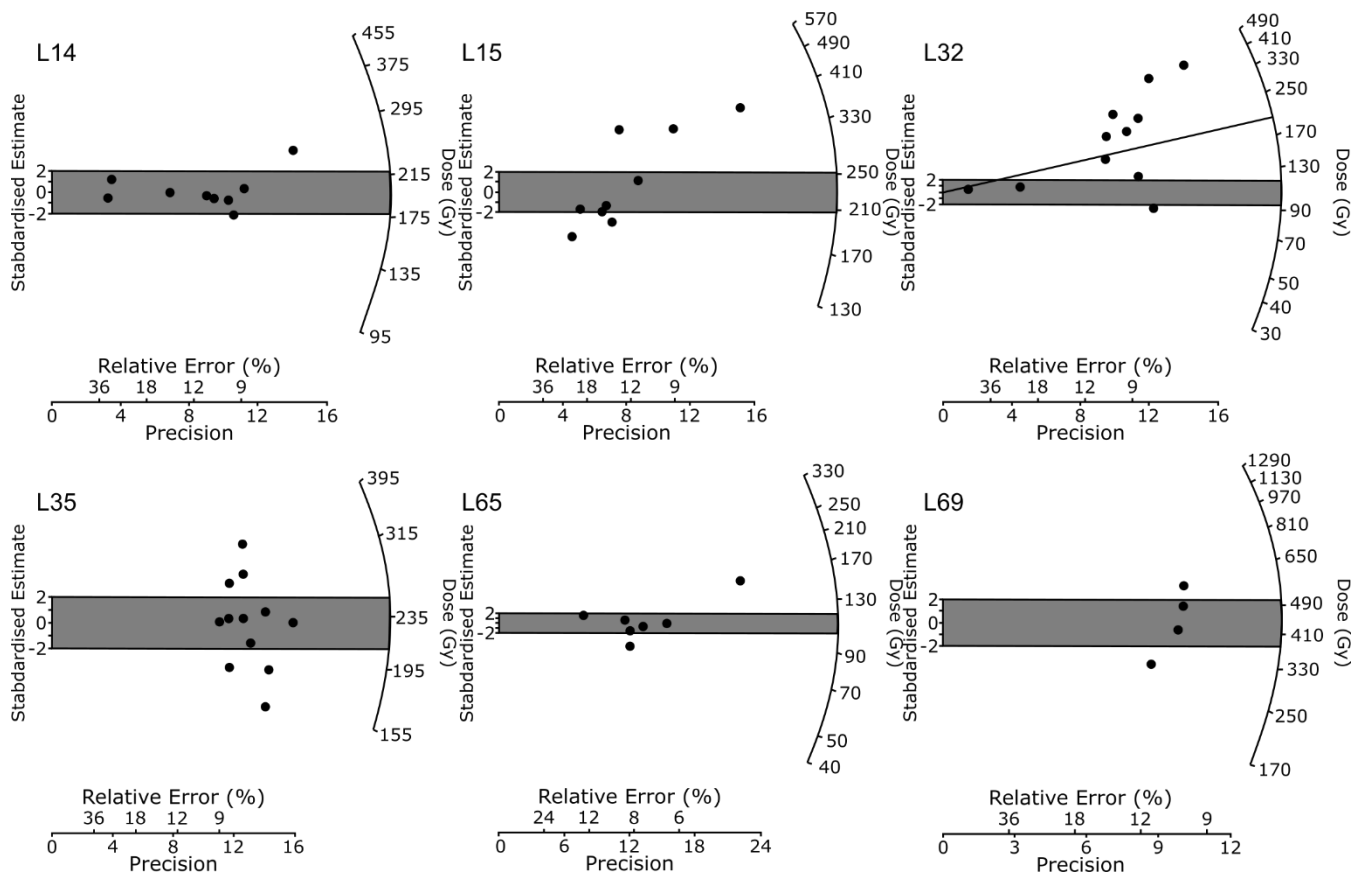 L14
Stabdardised Estimate
2
0
-2
455
375
295
215
175
135
95
Dose (Gy)
Relative Error (%)
36 18 12 9
0 4 8 12 16
Precision
L15
Stabdardised Estimate
2
0
-2
570
490
410
330
250
210
170
130
Dose (Gy)
Relative Error (%)
36 18 12 9
0 4 8 12 16
Precision
L32
Stabdardised Estimate
2
0
-2
490
410
330
250
170
130
90
70
50
40
30
Dose (Gy)
Relative Error (%)
36 18 12 9
0 4 8 12 16
Precision
L35
Stabdardised Estimate
2
0
-2
395
315
235
195
155
Dose (Gy)
Relative Error (%)
36 18 12 9
0 4 8 12 16
Precision
L65
Stabdardised Estimate
2
0
-2
330
250
210
170
130
90
70
50
40
Dose (Gy)
Relative Error (%)
24 12 8 6
0 6 12 18 24
Precision
L69
Stabdardised Estimate
2
0
-2
1290
1130
970
810
650
490
410
330
250
170
Dose (Gy)
Relative Error (%)
36 18 12 9
0 3 6 9 12
Precision